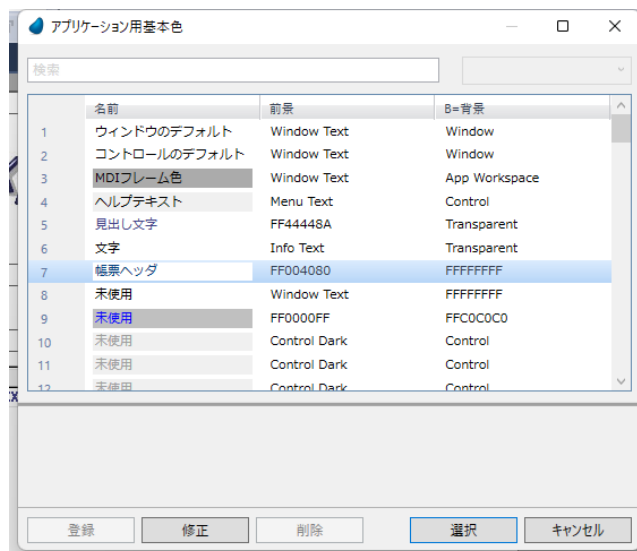 アプリケーション用基本色
検索
名前 前景 B=背景
1 ウィンドウのデフォルト Window Text Window
2 コントロールのデフォルト Window Text Window
3 MDIフレーム色 Window Text App Workspace
4 ヘルプテキスト Menu Text Control
5 見出し文字 FF44448A Transparent
6 文字 Info Text Transparent
7 帳票ヘッダ FF004080 FFFFFFFF
8 未使用 Window Text FFFFFFFF
9 未使用 FF0000FF FFC0C0C0
10 未使用 Control Dark Control
11 未使用 Control Dark Control
12 未使用 Control Dark Control
登録 修正 削除 選択 キャンセル